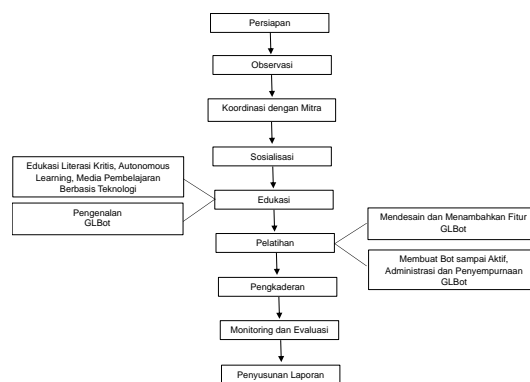 Persiapan
Observasi
Koordinasi dengan Mitra
Sosialisasi
Edukasi Literasi Kritis, Autonomous
Learning, Media Pembelajaran
Berbasis Teknologi
Edukasi
Pengenalan
GLBot
Mendesain dan Menambahkan Fitur
GLBot
Pelatihan
Membuat Bot sampai Aktif,
Administrasi dan Penyempurnaan
GLBot
Pengkaderan
Monitoring dan Evaluasi
Penyusunan Laporan